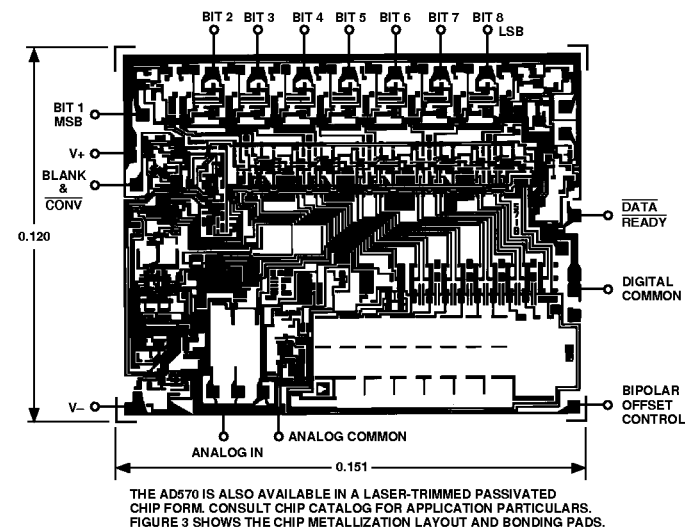 BIT 2 BIT 3 BIT 4 BIT 5 BIT 6 BIT 7 BIT 8
LSB
BIT 1
MSB
V+
BLANK
&
CONV
DATA
READY
0.120
DIGITAL
COMMON
V–
BIPOLAR
OFFSET
CONTROL
ANALOG IN
ANALOG COMMON
0.151
THE AD570 IS ALSO AVAILABLE IN A LASER-TRIMMED PASSIVATED
CHIP FORM. CONSULT CHIP CATALOG FOR APPLICATION PARTICULARS.
FIGURE 3 SHOWS THE CHIP METALLIZATION LAYOUT AND BONDING PADS.